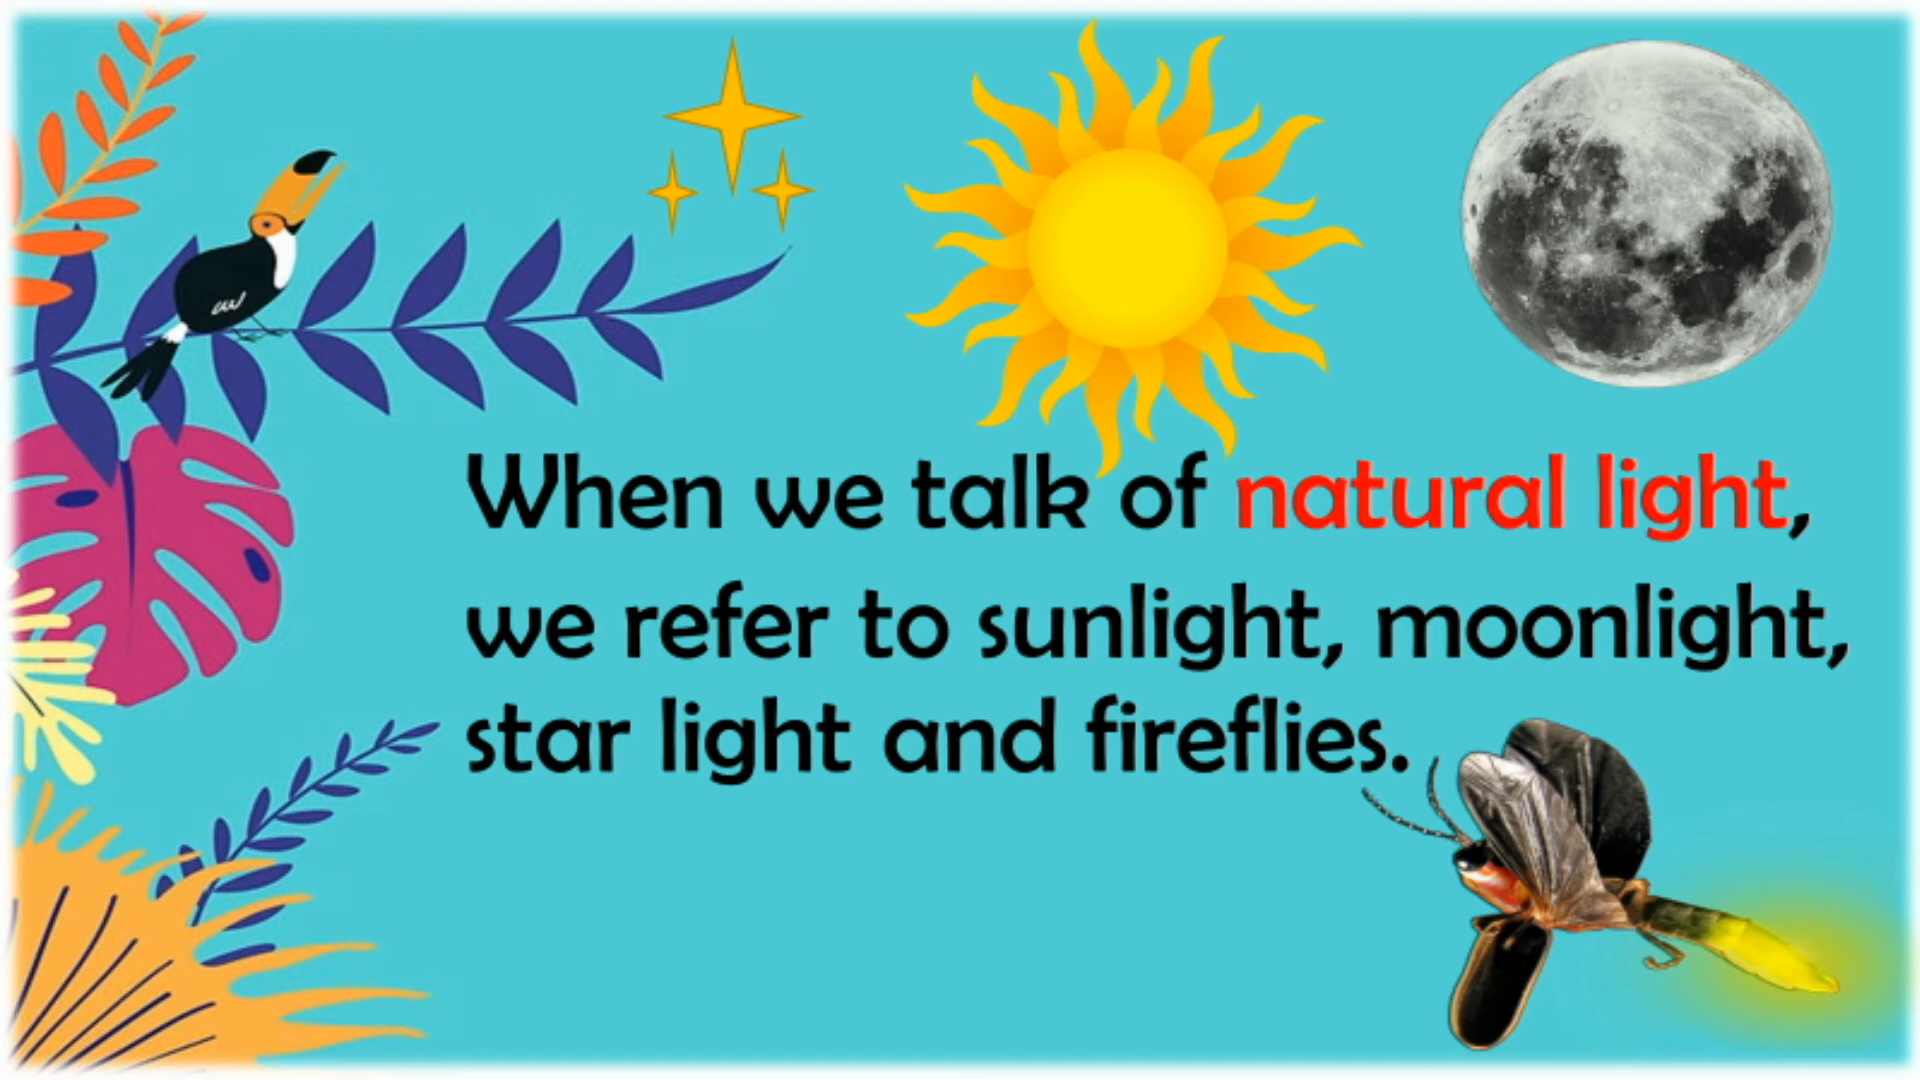 When we talk of natural light,
we refer to sunlight, moonlight,
star light and fireflies.